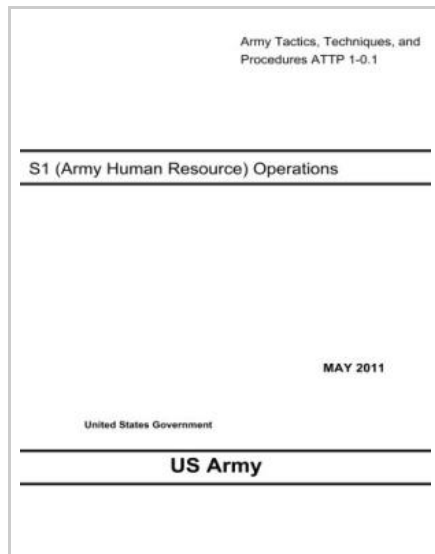 Army Tactics, Techniques, and
Procedures ATTP 1-0.1
S1 (Army Human Resource) Operations
MAY 2011
United States Government
US Army